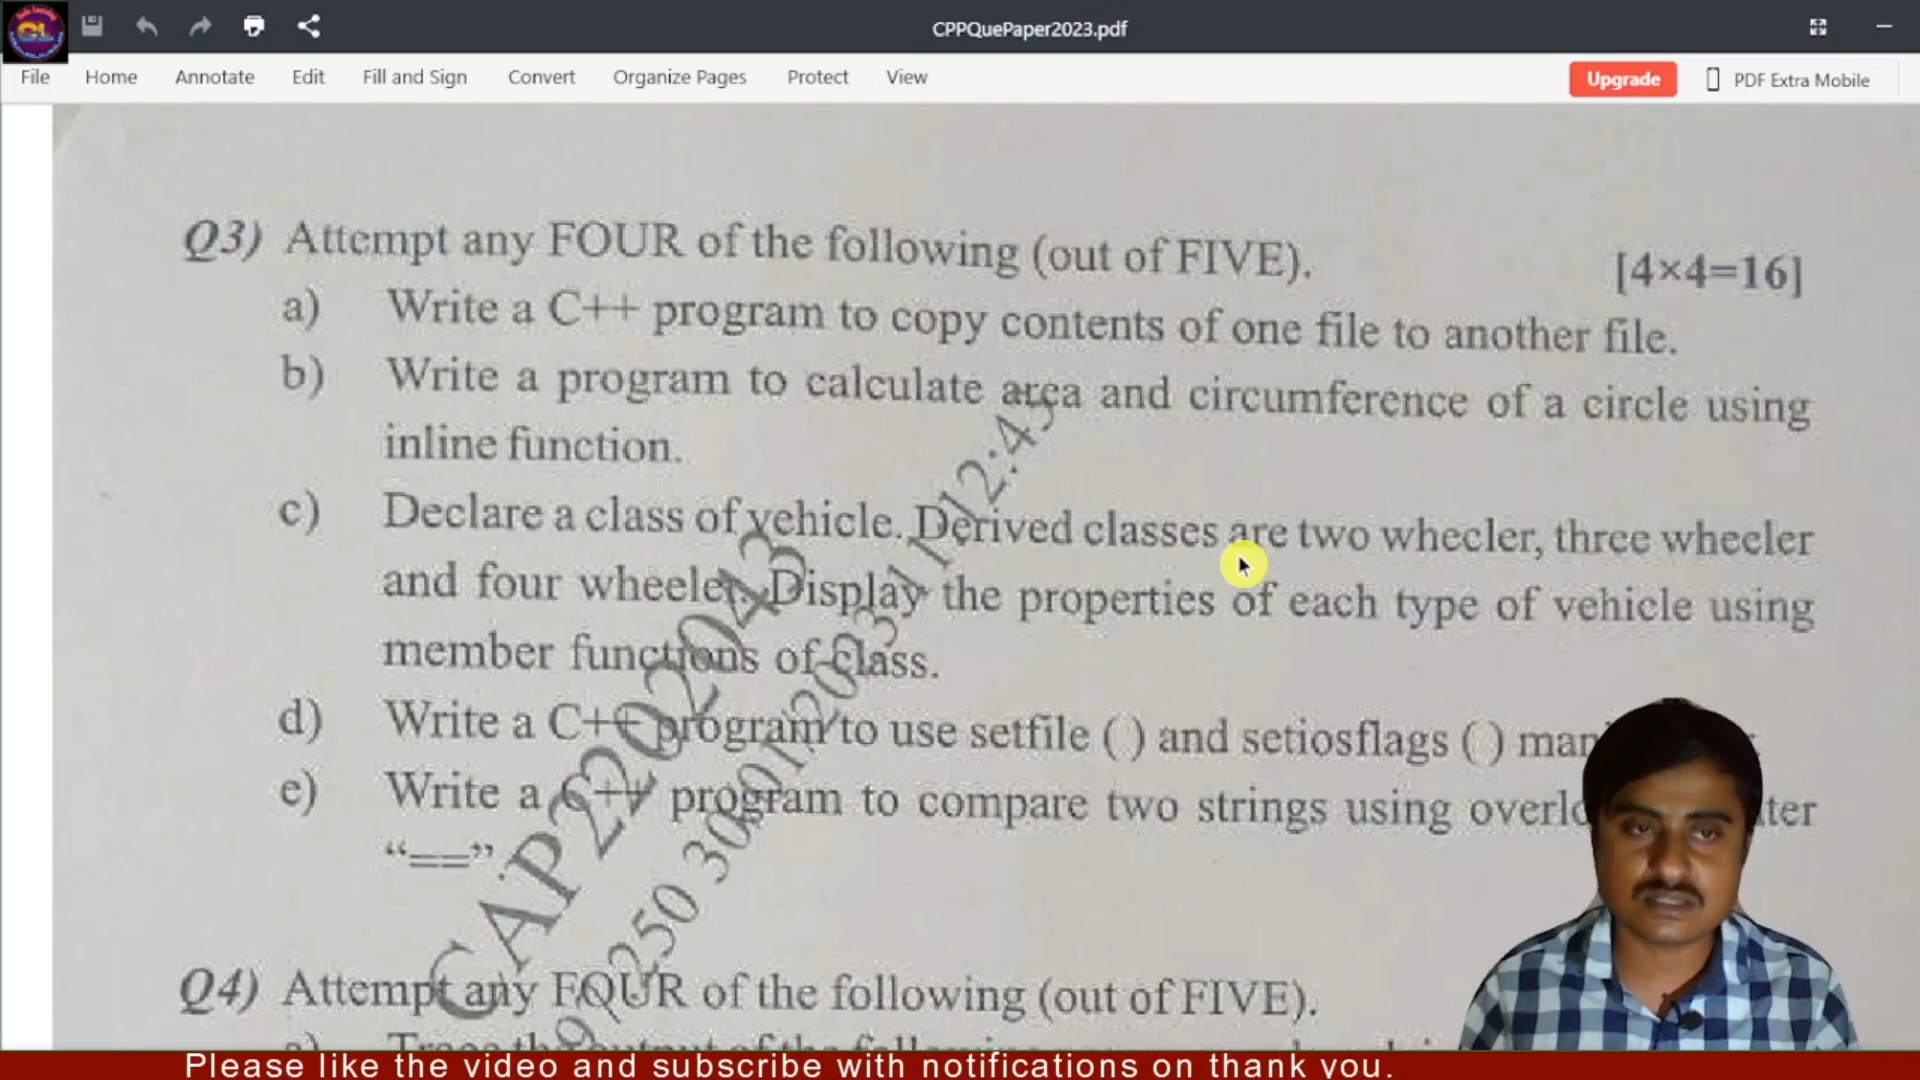 CPPQuePaper2023.pdf
File Home Annotate Edit Fill and Sign Convert Organize Pages Protect View Upgrade PDF Extra Mobile
Q3) Attempt any FOUR of the following (out of FIVE). [4×4=16]
a) Write a C++ program to copy contents of one file to another file.
b) Write a program to calculate area and circumference of a circle using
inline function.
c) Declare a class of vehicle. Derived classes are two wheeler, three wheeler
and four wheeler. Display the properties of each type of vehicle using
member functions of class.
d) Write a C++ program to use setfile ( ) and setiosflags ( )
e) Write a C++ program to compare two strings using
“==”.
CAP2202043
Q4) Attempt any FOUR of the following (out of FIVE).
Please like the video and subscribe with notifications on thank you.